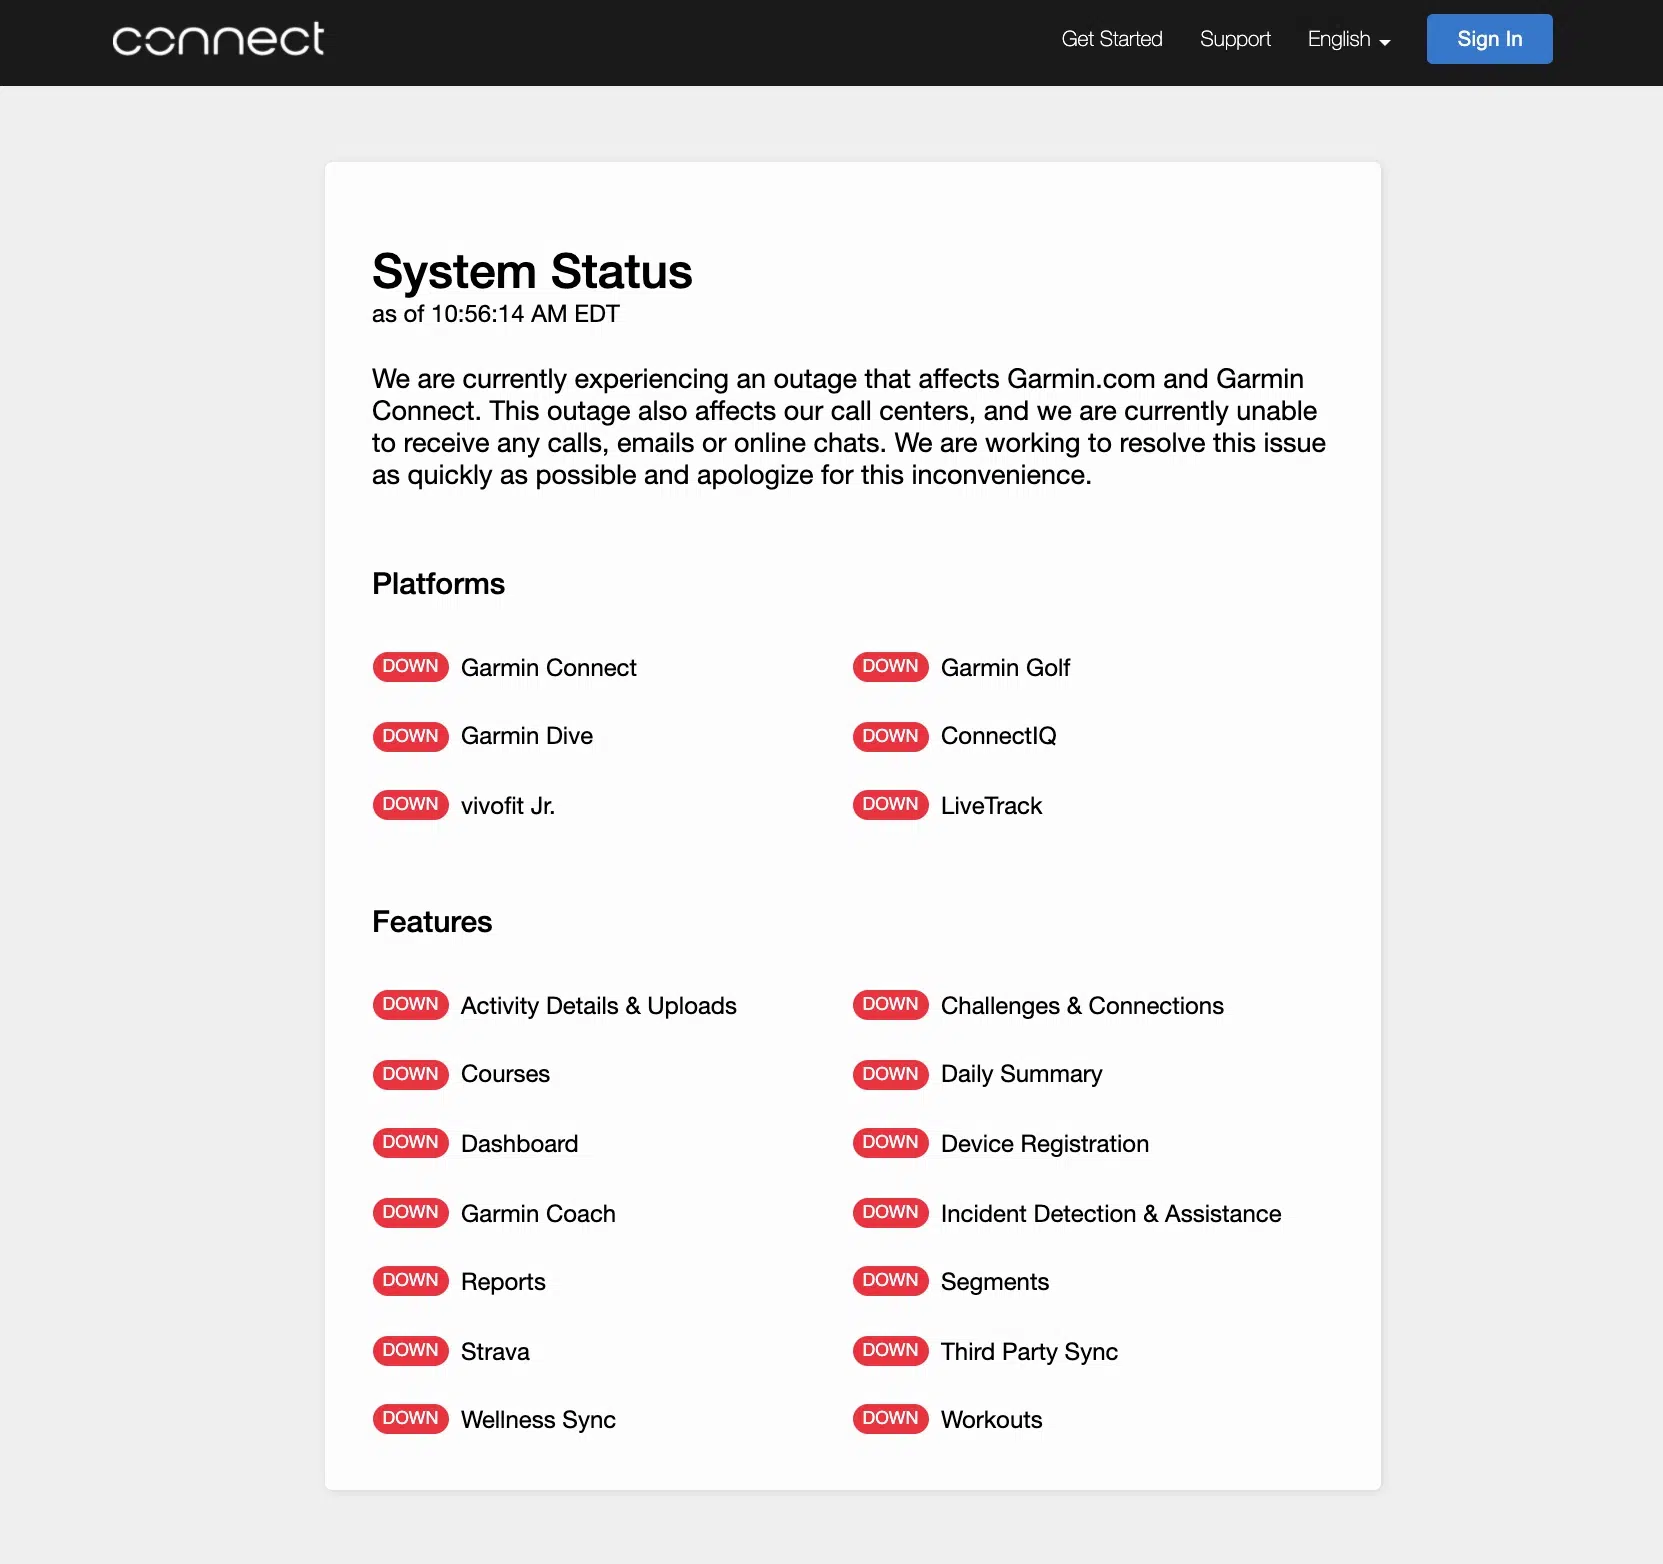 connect
Get Started Support English Sign In
System Status
as of 10:56:14 AM EDT
We are currently experiencing an outage that affects Garmin.com and Garmin
Connect. This outage also affects our call centers, and we are currently unable
to receive any calls, emails or online chats. We are working to resolve this issue
as quickly as possible and apologize for this inconvenience.
Platforms
DOWN Garmin Connect DOWN Garmin Golf
DOWN Garmin Dive DOWN ConnectIQ
DOWN vivofit Jr. DOWN LiveTrack
Features
DOWN Activity Details & Uploads DOWN Challenges & Connections
DOWN Courses DOWN Daily Summary
DOWN Dashboard DOWN Device Registration
DOWN Garmin Coach DOWN Incident Detection & Assistance
DOWN Reports DOWN Segments
DOWN Strava DOWN Third Party Sync
DOWN Wellness Sync DOWN Workouts